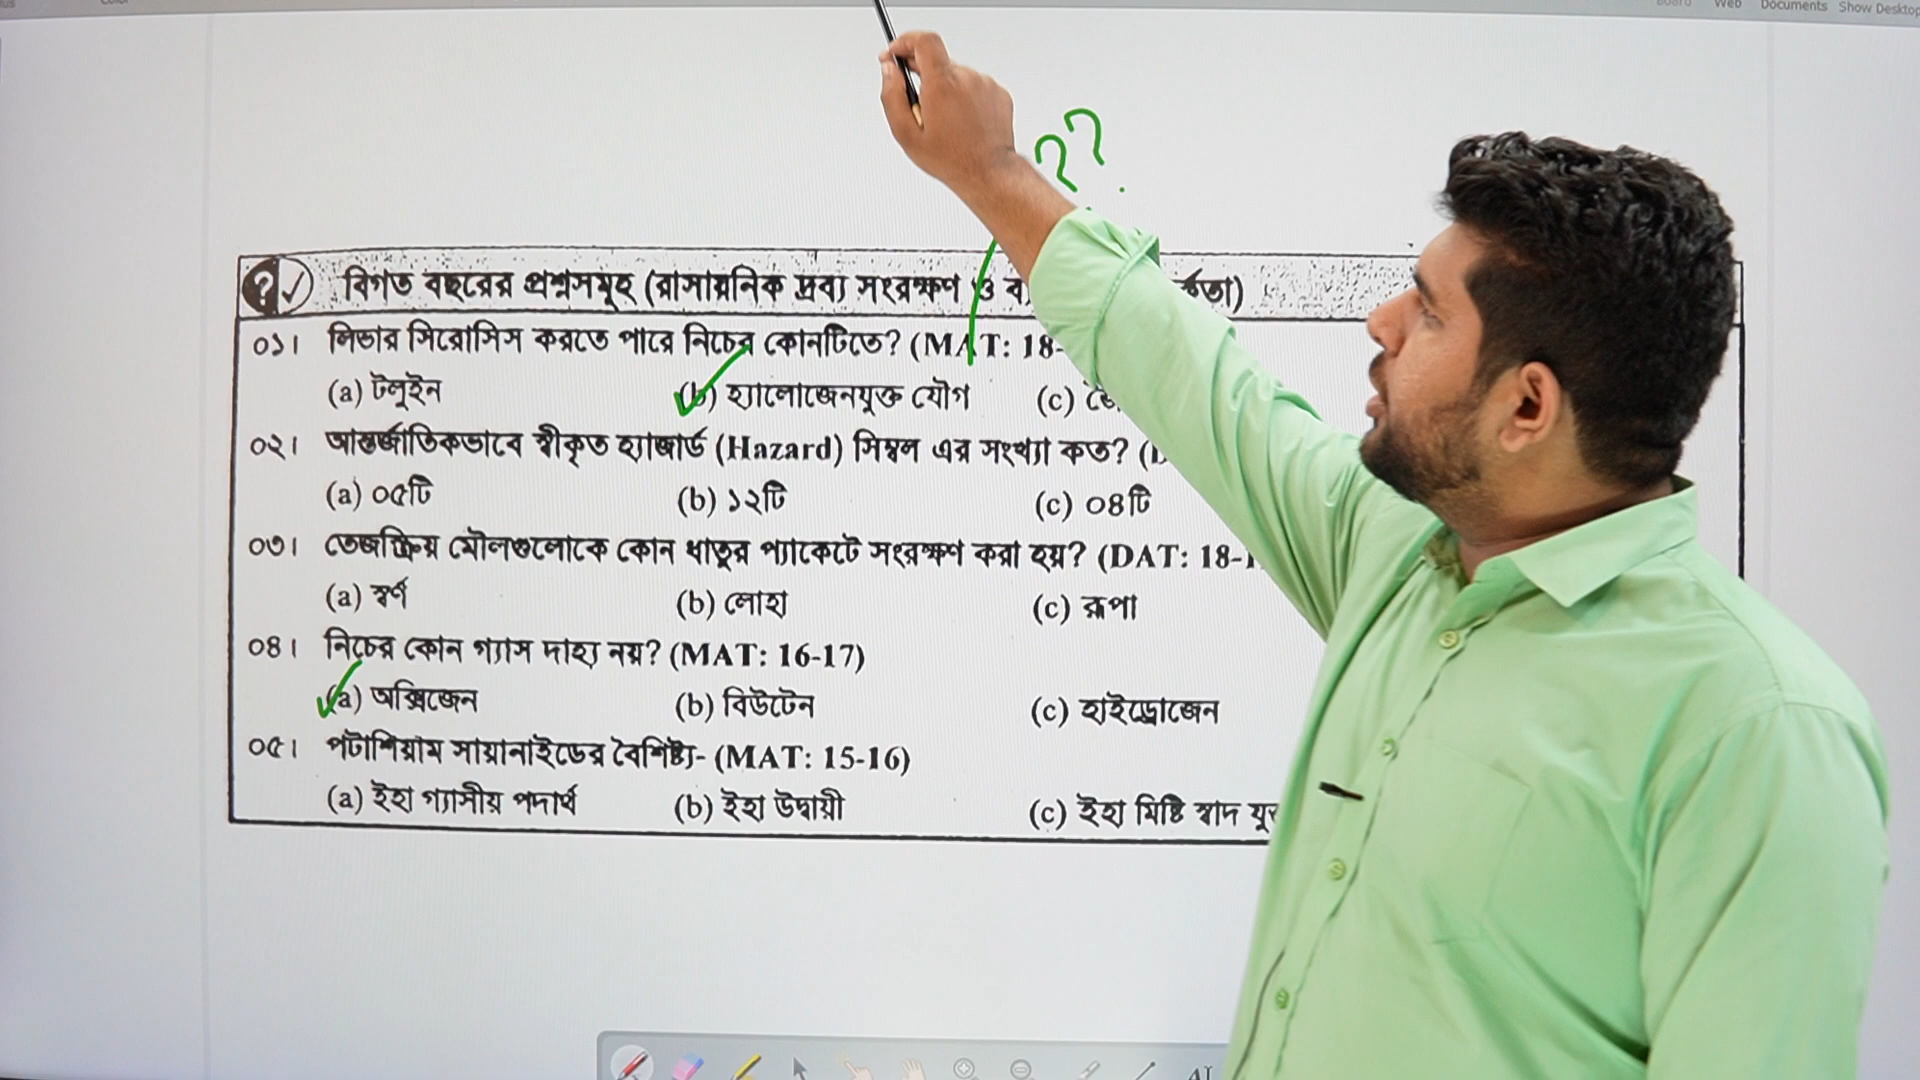 Web Documents Show Desktop
??
বিগত বছরের প্রশ্নসমূহ (রাসায়নিক দ্রব্য সংরক্ষণ ও ব
০১। লিভার সিরোসিস করতে পারে নিচের কোনটিতে? (MAT: 18-
(a) টলুইন (b) হ্যালোজেনযুক্ত যৌগ (c)
০২। আন্তর্জাতিকভাবে স্বীকৃত হ্যাজার্ড (Hazard) সিম্বল এর সংখ্যা কত?
(a) ০৫টি (b) ১২টি (c) ০৪টি
০৩। তেজস্ক্রিয় মৌলগুলোকে কোন ধাতুর প্যাকেটে সংরক্ষণ করা হয়? (DAT: 18-1
(a) স্বর্ণ (b) লোহা (c) রূপা
০৪। নিচের কোন গ্যাস দাহ্য নয়? (MAT: 16-17)
(a) অক্সিজেন (b) বিউটেন (c) হাইড্রোজেন
০৫। পটাশিয়াম সায়ানাইডের বৈশিষ্ট্য- (MAT: 15-16)
(a) ইহা গ্যাসীয় পদার্থ (b) ইহা উদ্বায়ী (c) ইহা মিষ্টি স্বাদ যু